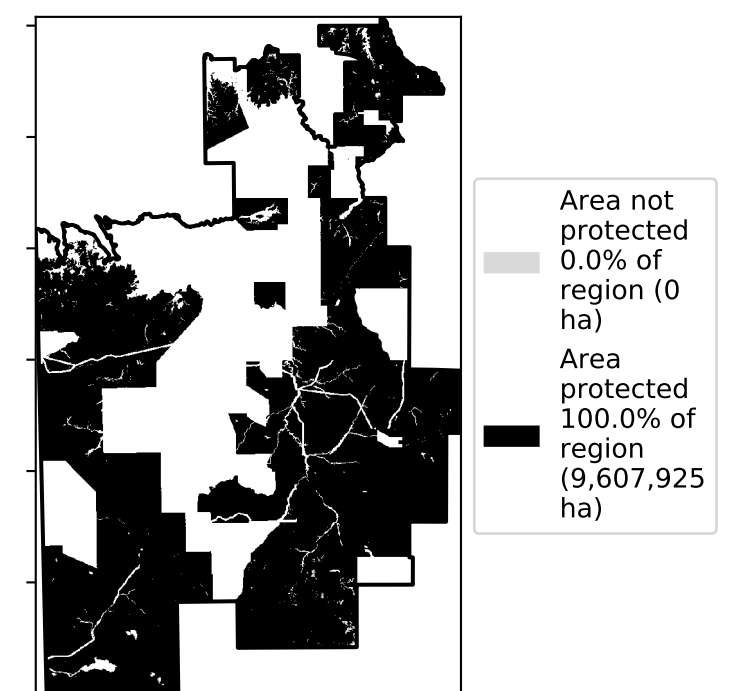 Area not
protected
0.0% of
region (0
ha)
Area
protected
100.0% of
region
(9,607,925
ha)